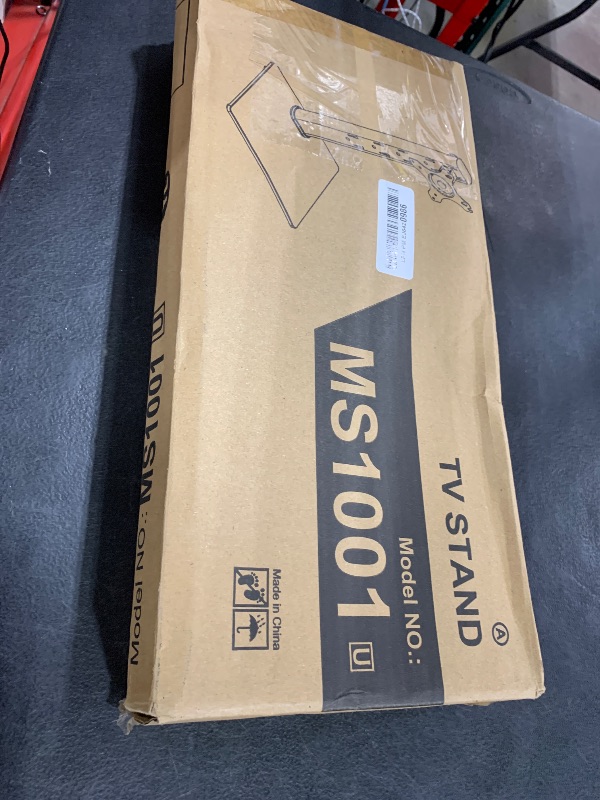 TV STAND Ⓐ
Model NO.:
MS1001 U
Made in China
Model NO.: MS1001 U